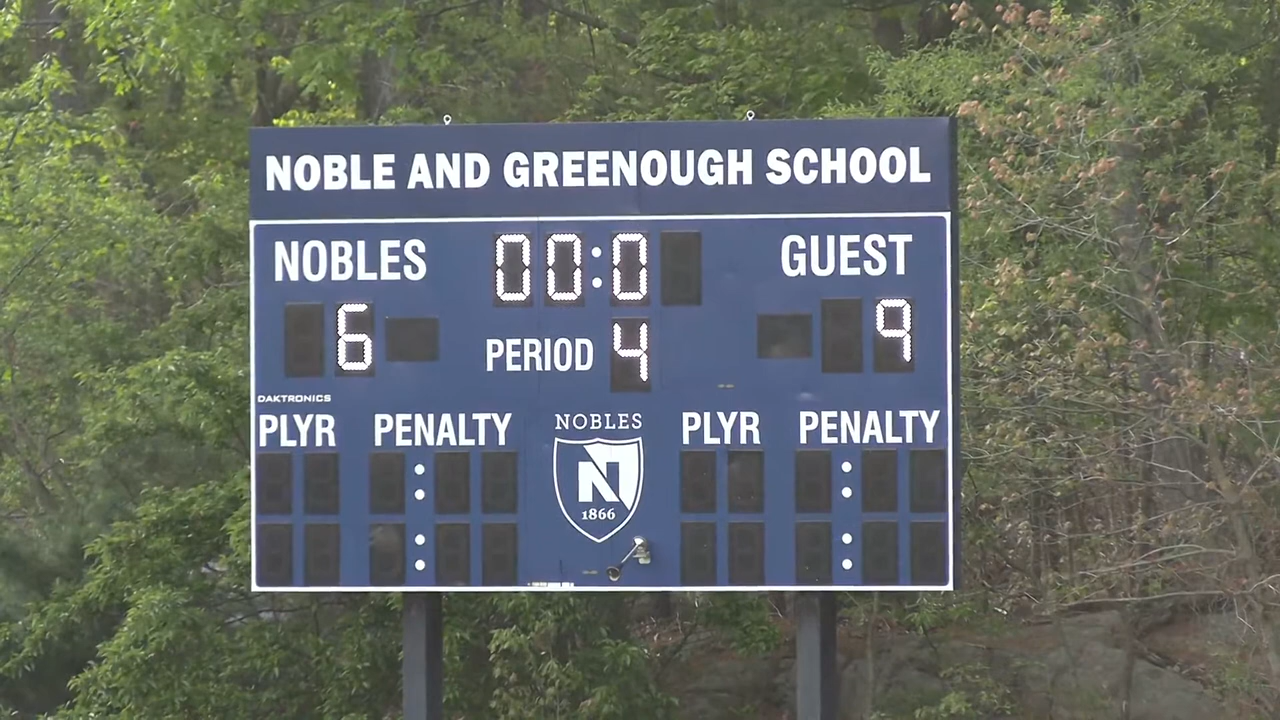 NOBLE AND GREENOUGH SCHOOL
NOBLES 00:0 GUEST
6 PERIOD 4 9
DAKTRONICS
PLYR PENALTY NOBLES PLYR PENALTY
N
1866